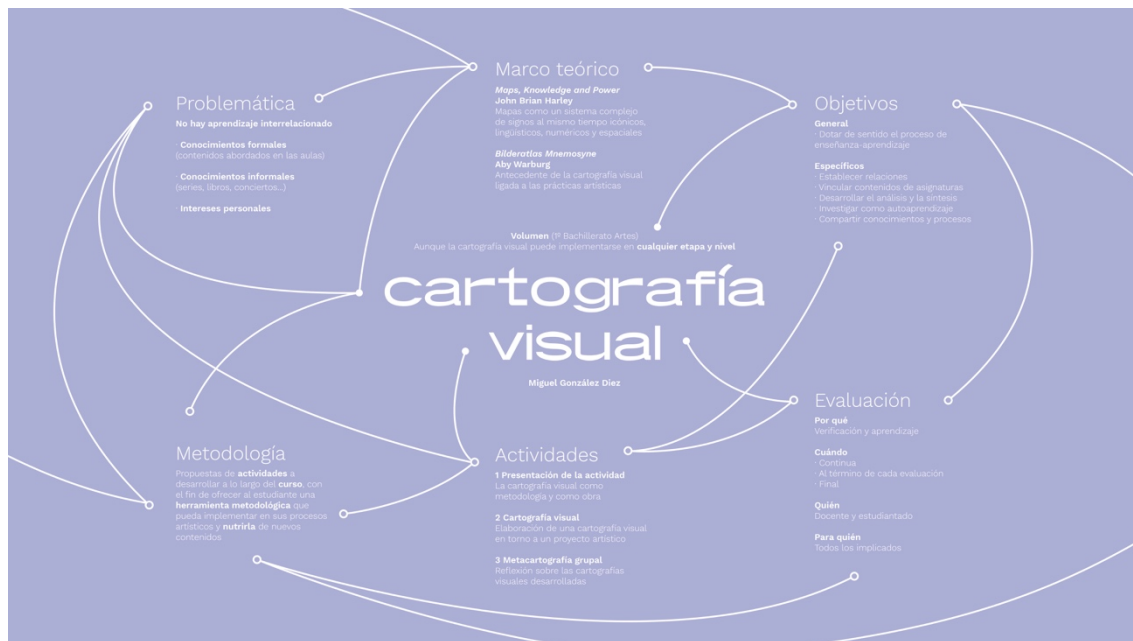 Problemática
No hay aprendizaje interrelacionado
· Conocimientos formales
(contenidos abordados en las aulas)
· Conocimientos informales
(series, libros, conciertos...)
· Intereses personales
Marco teórico
Maps, Knowledge and Power
John Brian Harley
Mapas como un sistema complejo
de signos al mismo tiempo icónicos,
lingüísticos, numéricos y espaciales
Bilderatlas Mnemosyne
Aby Warburg
Antecedente de la cartografía visual
ligada a las prácticas artísticas
Objetivos
General
· Dotar de sentido el proceso de
enseñanza-aprendizaje
Específicos
· Establecer relaciones
· Vincular contenidos de asignaturas
· Desarrollar el análisis y la síntesis
· Investigar como autoaprendizaje
· Compartir conocimientos y procesos
Volumen (1º Bachillerato Artes)
Aunque la cartografía visual puede implementarse en cualquier etapa y nivel
cartografía
visual
Miguel González Díez
Metodología
Propuestas de actividades a
desarrollar a lo largo del curso, con
el fin de ofrecer al estudiante una
herramienta metodológica que
pueda implementar en sus procesos
artísticos y nutrirla de nuevos
contenidos
Actividades
1 Presentación de la actividad
La cartografía visual como
metodología y como obra
2 Cartografía visual
Elaboración de una cartografía visual
en torno a un proyecto artístico
3 Metacartografía grupal
Reflexión sobre las cartografías
visuales desarrolladas
Evaluación
Por qué
Verificación y aprendizaje
Cuándo
· Continua
· Al término de cada evaluación
· Final
Quién
Docente y estudiantado
Para quién
Todos los implicados